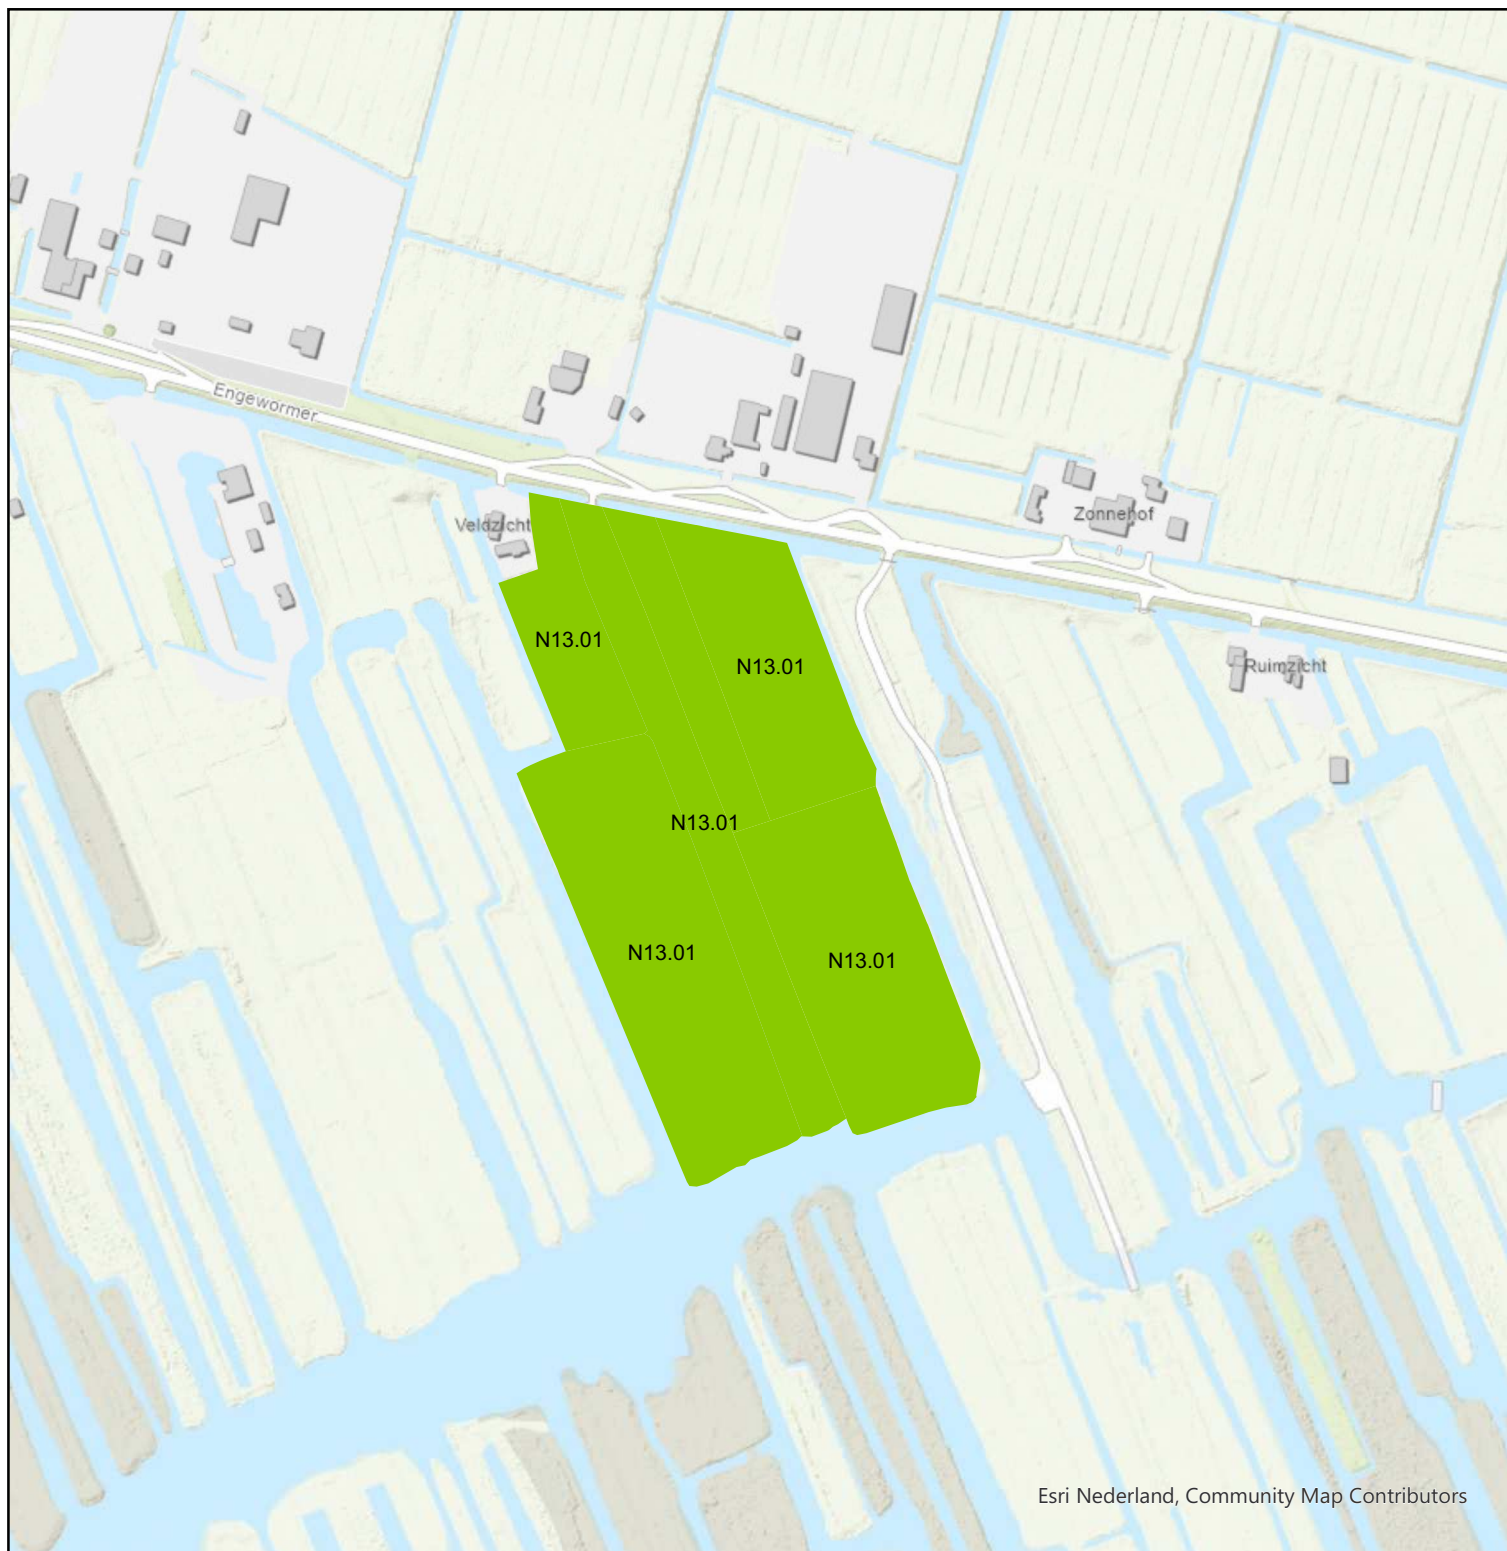 Engewormer
Veldzicht
Zonnehof
N13.01
N13.01
Ruimzicht
N13.01
N13.01
N13.01
Esri Nederland, Community Map Contributors